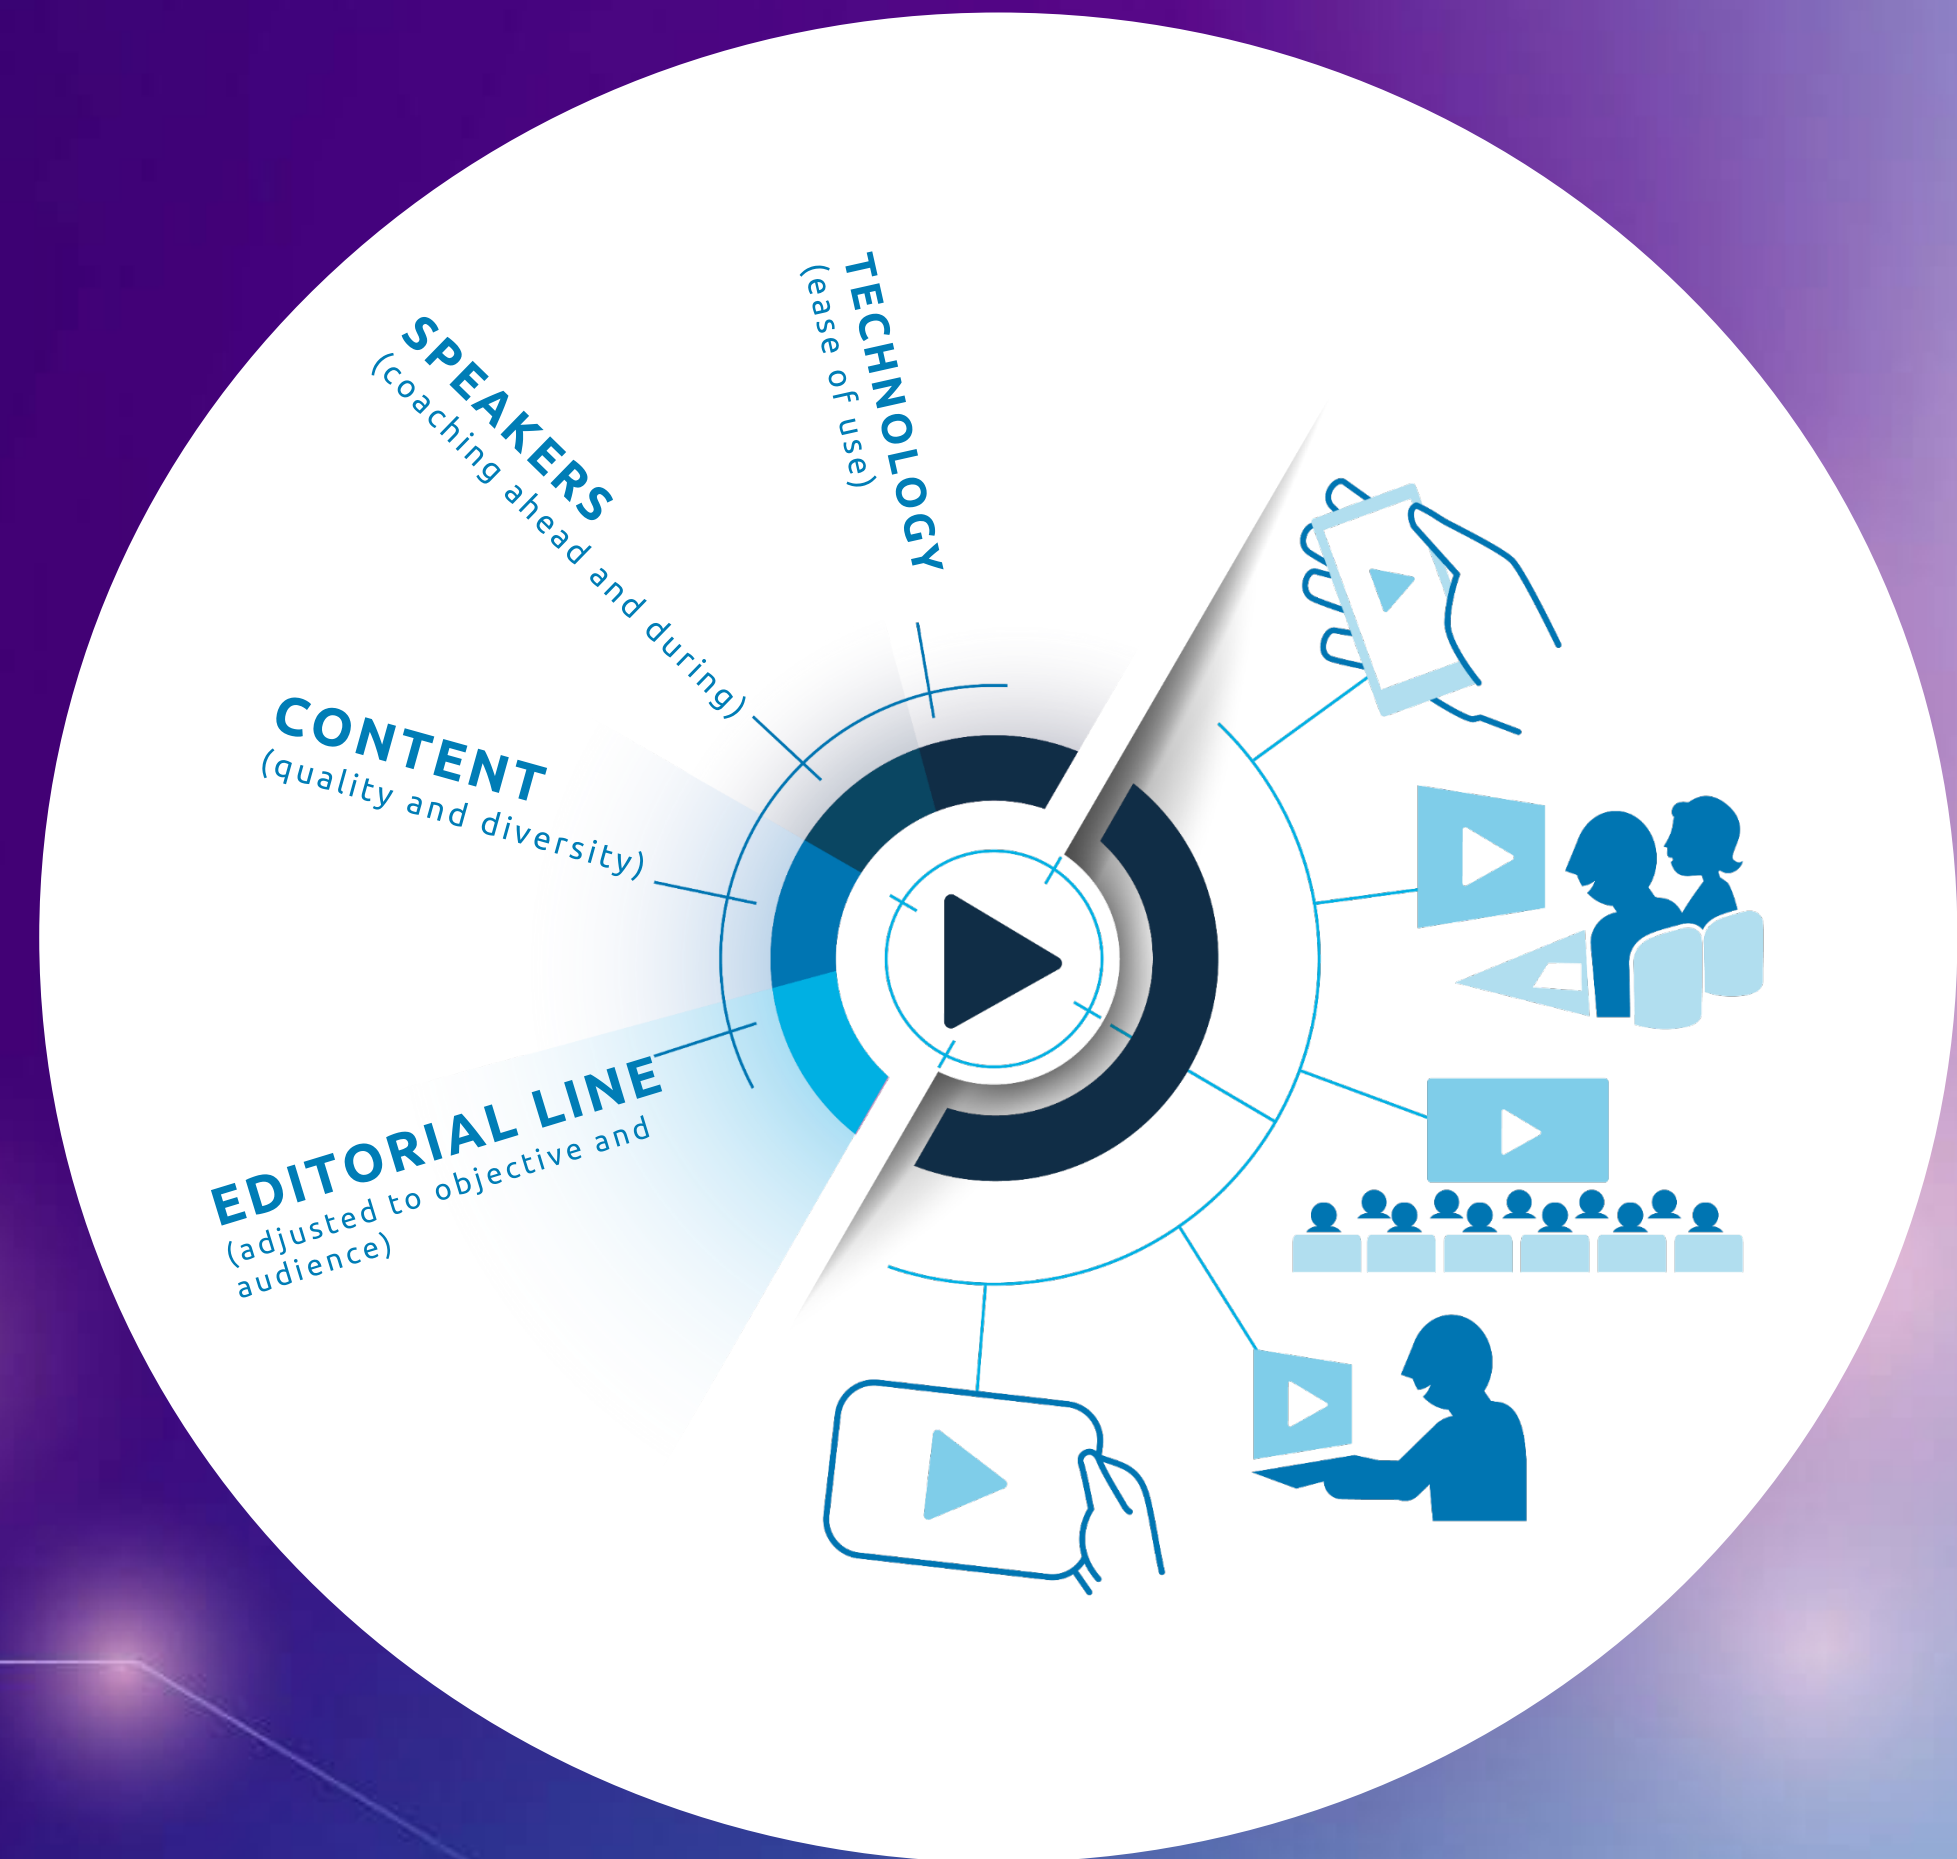 TECHNOLOGY
(ease of use)
SPEAKERS
(coaching ahead and during)
CONTENT
(quality and diversity)
EDITORIAL LINE
(adjusted to objective and
audience)